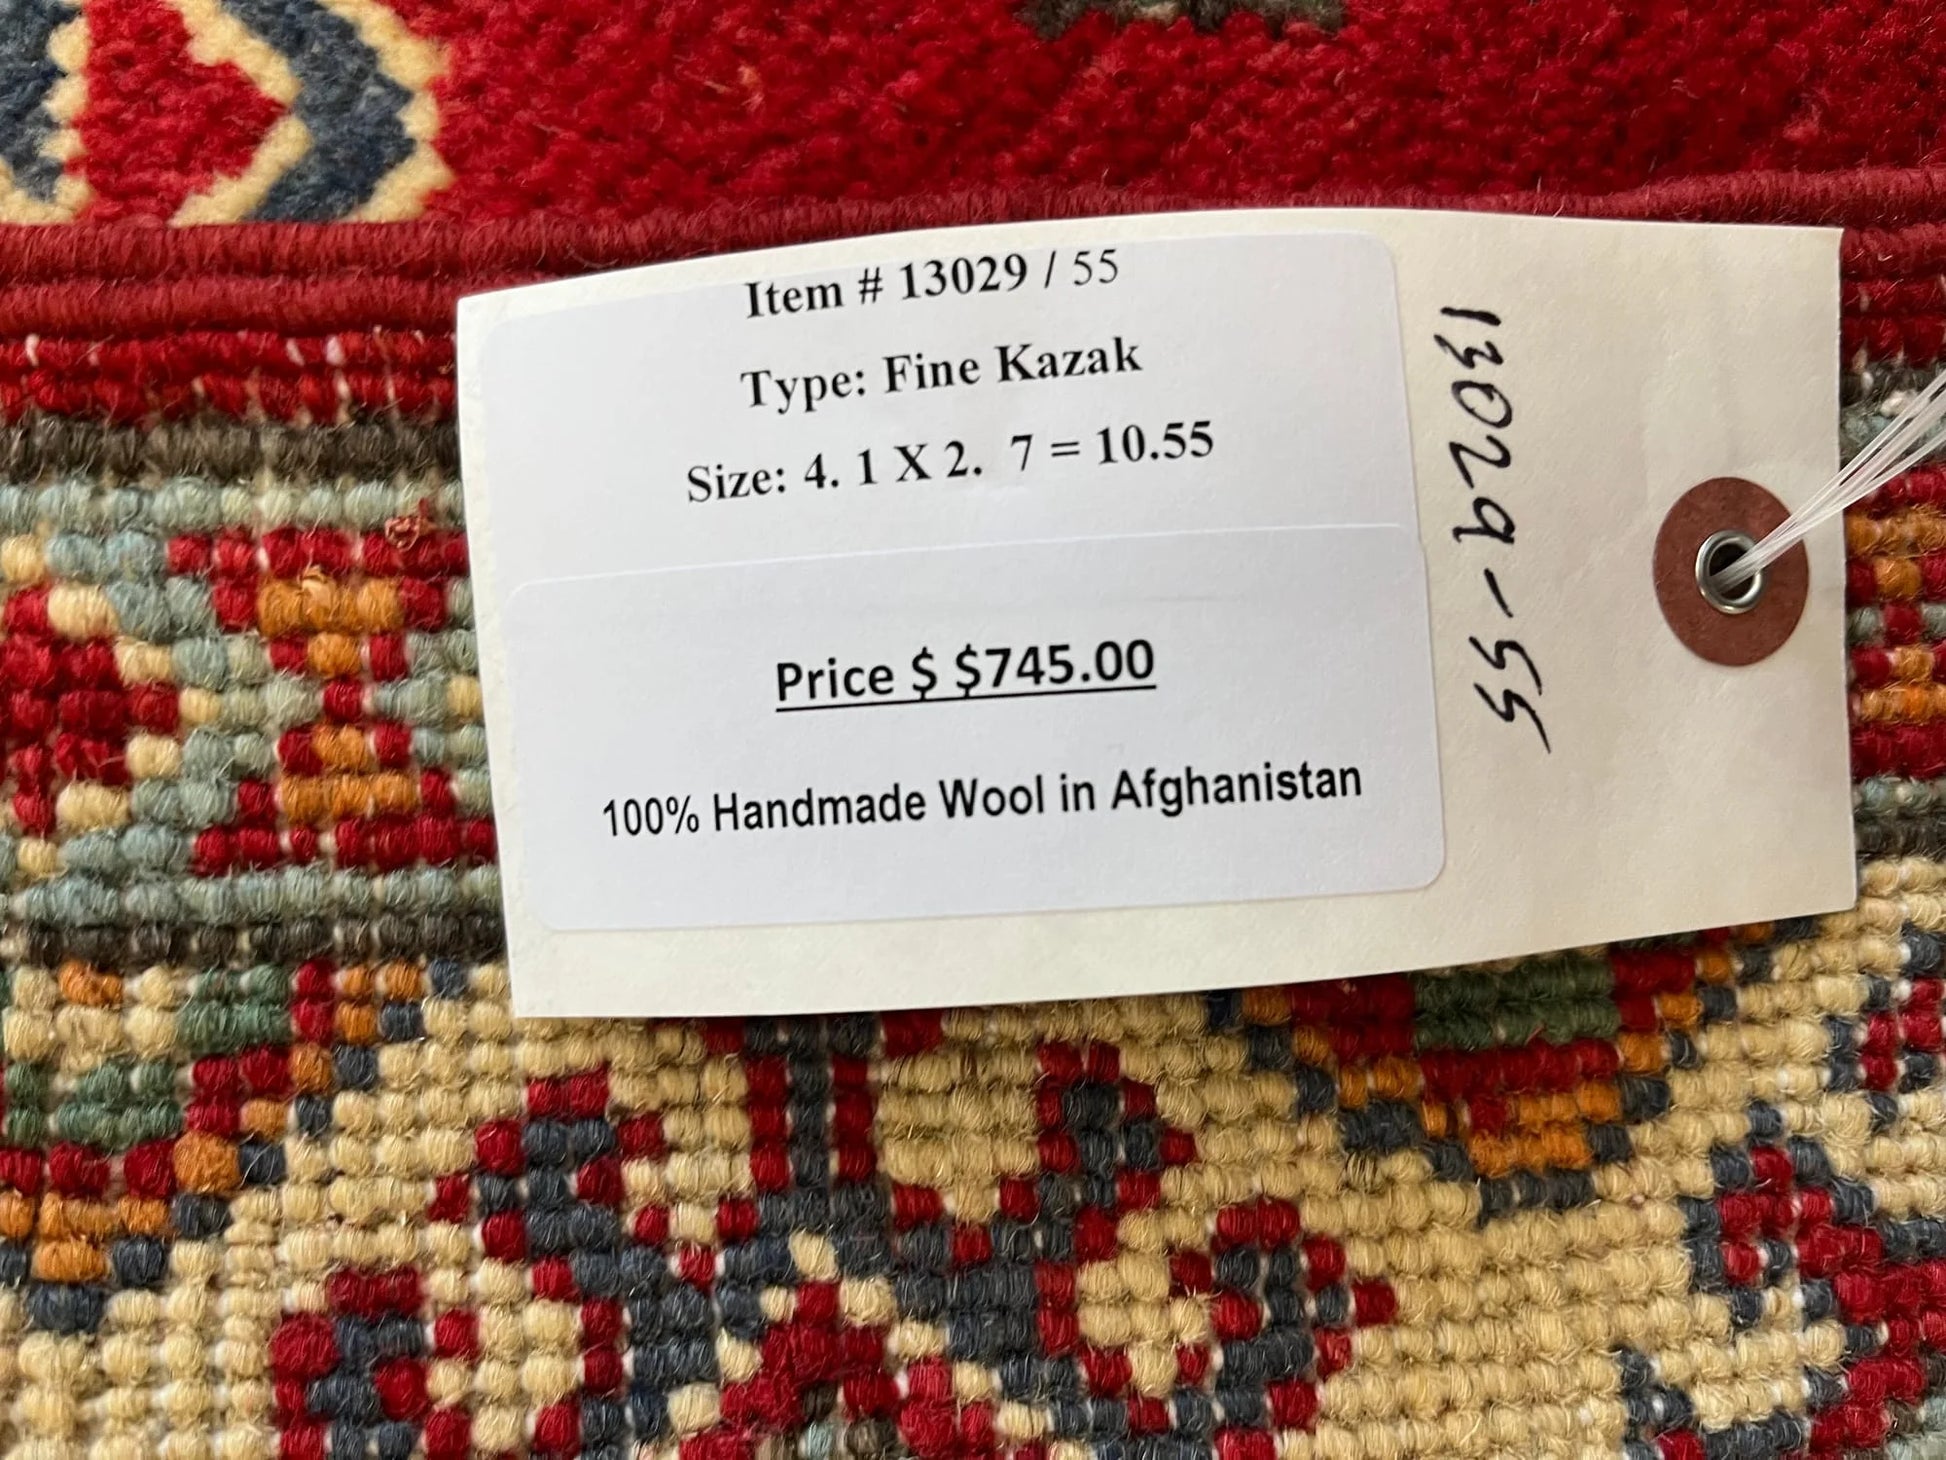 Item # 13029 / 55
Type: Fine Kazak
Size: 4. 1 X 2. 7 = 10.55
Price $ $745.00
100% Handmade Wool in Afghanistan
13029-55